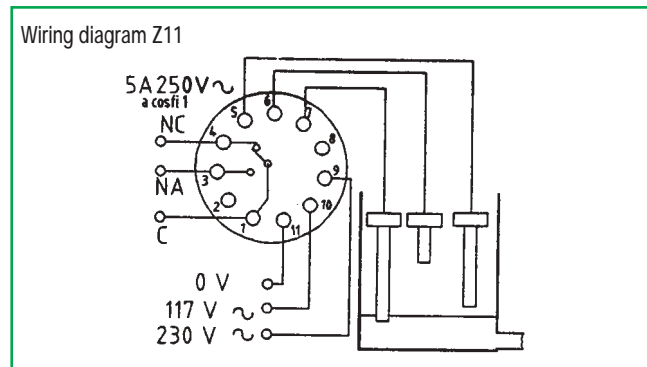 Wiring diagram Z11
5A 250V~
a cosfi 1
NC
NA
C
5
6
7
4
8
3
9
2
10
1
11
0 V
117 V ~
230 V ~